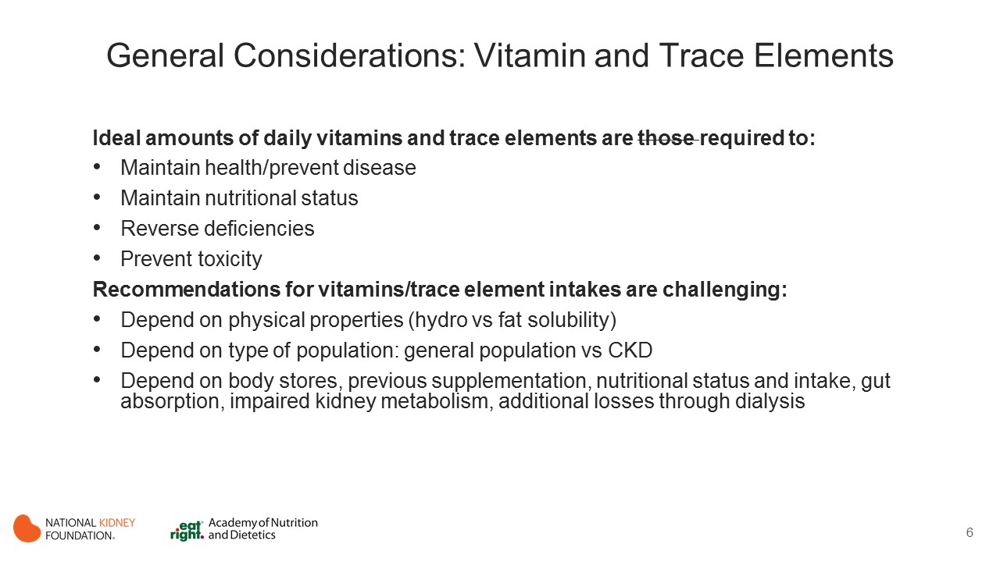 General Considerations: Vitamin and Trace Elements
Ideal amounts of daily vitamins and trace elements are those required to:
• Maintain health/prevent disease
• Maintain nutritional status
• Reverse deficiencies
• Prevent toxicity
Recommendations for vitamins/trace element intakes are challenging:
• Depend on physical properties (hydro vs fat solubility)
• Depend on type of population: general population vs CKD
• Depend on body stores, previous supplementation, nutritional status and intake, gut
absorption, impaired kidney metabolism, additional losses through dialysis
NATIONAL KIDNEY
FOUNDATION®
eat®
right.
Academy of Nutrition
and Dietetics
6